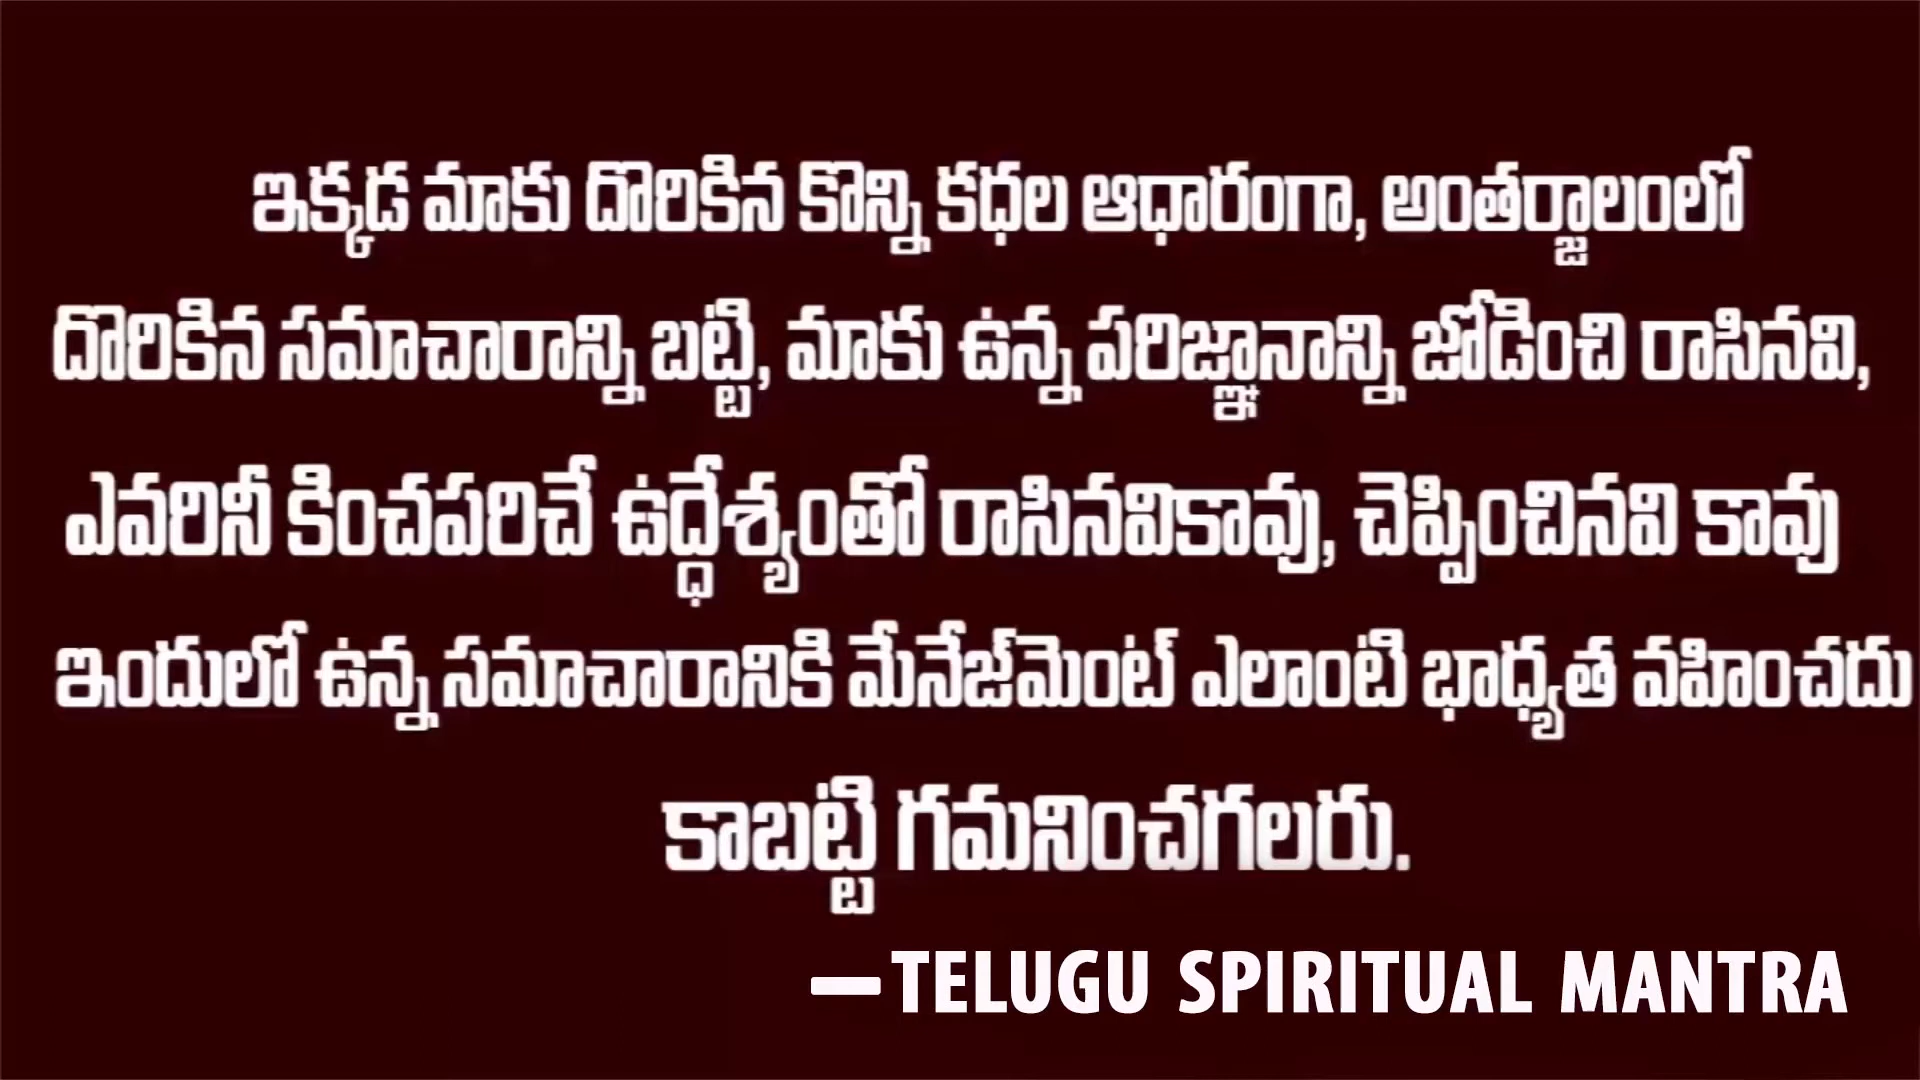 ఇక్కడ మాకు దొరికిన కొన్ని కధల ఆధారంగా, అంతర్జాలంలో
దొరికిన సమాచారాన్ని బట్టి, మాకు ఉన్న పరిజ్ఞానాన్ని జోడించి రాసినవి,
ఎవరినీ కించపరిచే ఉద్ధేశ్యంతో రాసినవికావు, చెప్పించినవి కావు
ఇందులో ఉన్న సమాచారానికి మేనేజ్‌మెంట్ ఎలాంటి భాధ్యత వహించదు
కాబట్టి గమనించగలరు.
—TELUGU SPIRITUAL MANTRA